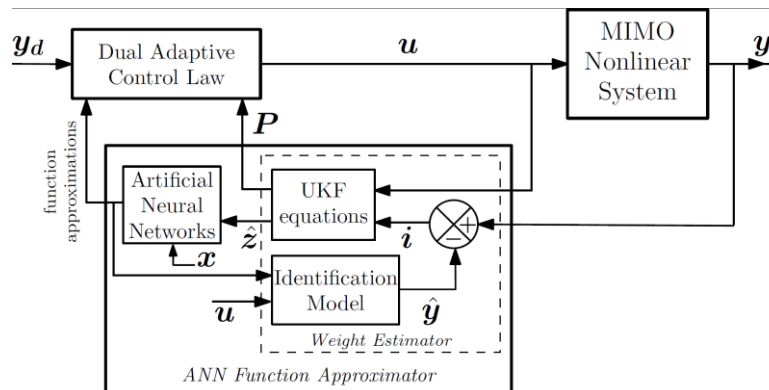 y_d
Dual Adaptive
Control Law
u
MIMO
Nonlinear
System
y
function
approximations
P
Artificial
Neural
Networks
UKF
equations
ẑ
i
+
−
x
Identification
Model
u
ŷ
Weight Estimator
ANN Function Approximator